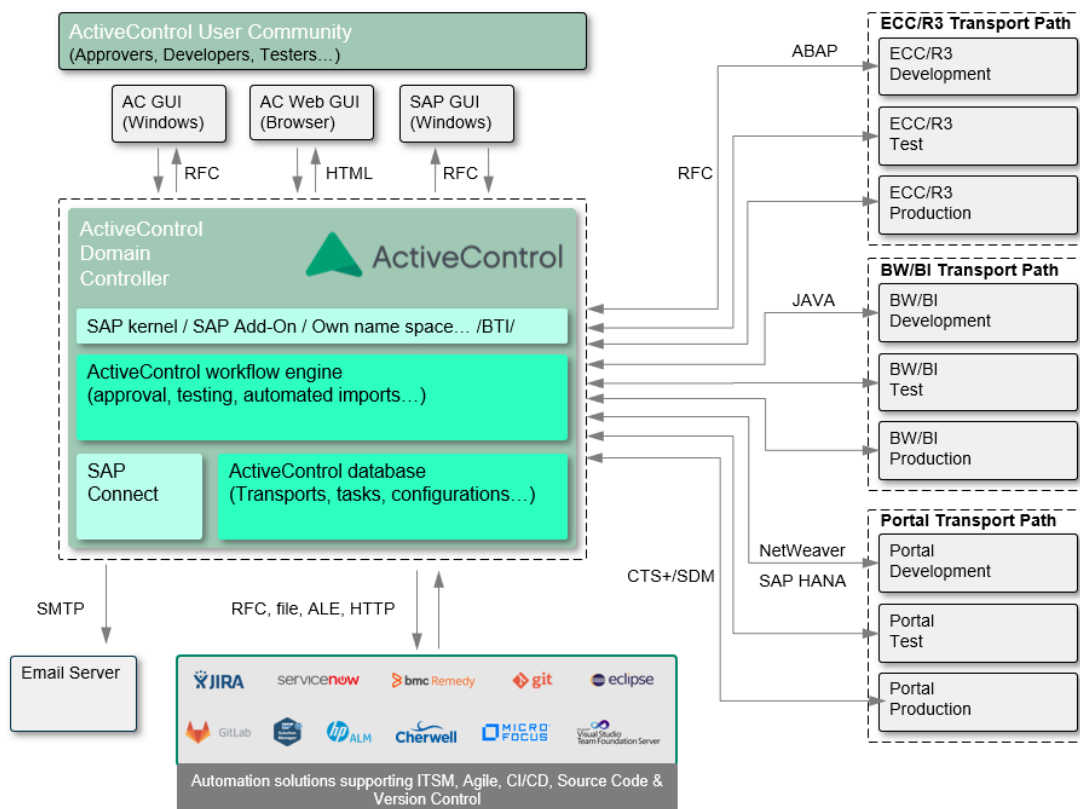 ActiveControl User Community
(Approvers, Developers, Testers…)
AC GUI
(Windows)
AC Web GUI
(Browser)
SAP GUI
(Windows)
RFC
HTML
RFC
ActiveControl
Domain
Controller
ActiveControl
SAP kernel / SAP Add-On / Own name space… /BTI/
ActiveControl workflow engine
(approval, testing, automated imports…)
SAP
Connect
ActiveControl database
(Transports, tasks, configurations…)
SMTP
RFC, file, ALE, HTTP
Email Server
JIRA
servicenow
bmc Remedy
git
eclipse
GitLab
hp ALM
Cherwell
MICRO
FOCUS
Visual Studio
Team Foundation Server
Automation solutions supporting ITSM, Agile, CI/CD, Source Code &
Version Control
ABAP
RFC
JAVA
NetWeaver
SAP HANA
CTS+/SDM
ECC/R3 Transport Path
ECC/R3
Development
ECC/R3
Test
ECC/R3
Production
BW/BI Transport Path
BW/BI
Development
BW/BI
Test
BW/BI
Production
Portal Transport Path
Portal
Development
Portal
Test
Portal
Production